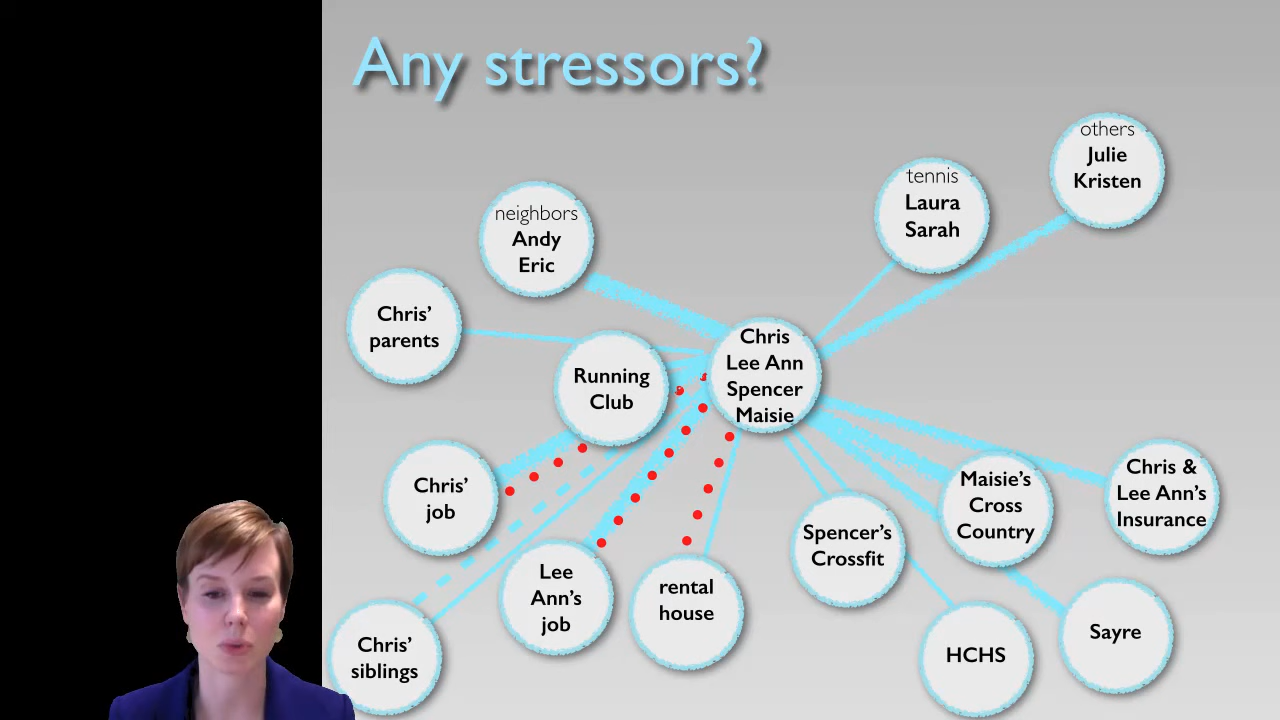 Any stressors?
others
Julie
Kristen
tennis
Laura
Sarah
neighbors
Andy
Eric
Chris'
parents
Running
Club
Chris
Lee Ann
Spencer
Maisie
Chris'
job
Maisie's
Cross
Country
Chris &
Lee Ann's
Insurance
Spencer's
Crossfit
Lee
Ann's
job
rental
house
Chris'
siblings
HCHS
Sayre